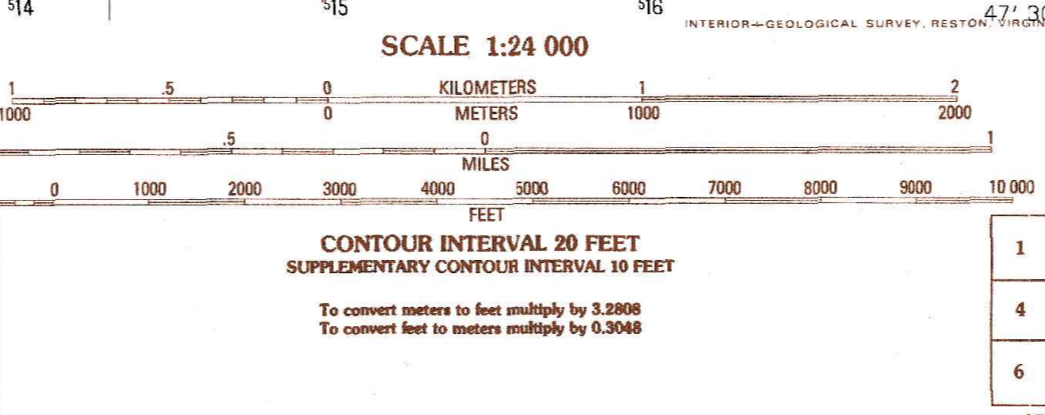 514 515 516 47' 30
INTERIOR—GEOLOGICAL SURVEY, RESTON, VIRGIN
SCALE 1:24 000
1 .5 0 KILOMETERS 1 2
1000 0 METERS 1000 2000
.5 0 1
MILES
0 1000 2000 3000 4000 5000 6000 7000 8000 9000 10 000
FEET
CONTOUR INTERVAL 20 FEET
SUPPLEMENTARY CONTOUR INTERVAL 10 FEET
1
To convert meters to feet multiply by 3.2808
To convert feet to meters multiply by 0.3048
4
6